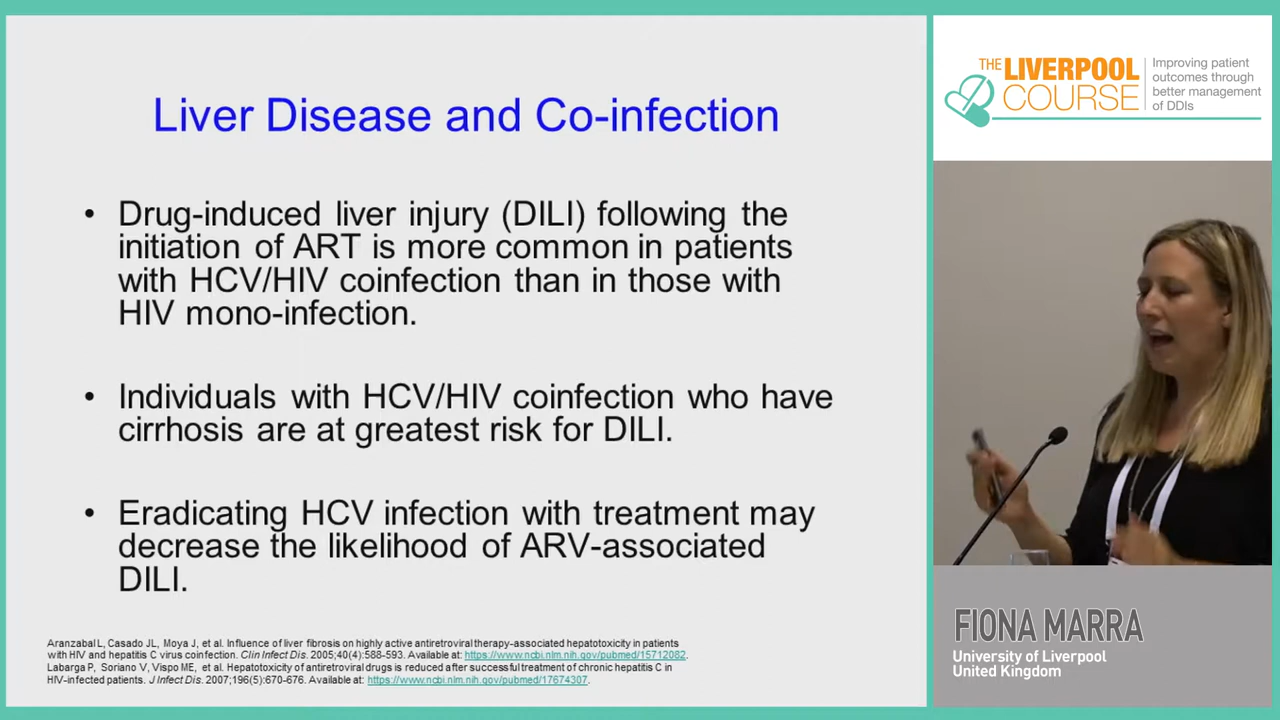 Liver Disease and Co-infection
• Drug-induced liver injury (DILI) following the
initiation of ART is more common in patients
with HCV/HIV coinfection than in those with
HIV mono-infection.
• Individuals with HCV/HIV coinfection who have
cirrhosis are at greatest risk for DILI.
• Eradicating HCV infection with treatment may
decrease the likelihood of ARV-associated
DILI.
Aranzabal L, Casado JL, Moya J, et al. Influence of liver fibrosis on highly active antiretroviral therapy-associated hepatotoxicity in patients
with HIV and hepatitis C virus coinfection. Clin Infect Dis. 2005;40(4):588-593. Available at: https://www.ncbi.nlm.nih.gov/pubmed/15712082.
Labarga P, Soriano V, Vispo ME, et al. Hepatotoxicity of antiretroviral drugs is reduced after successful treatment of chronic hepatitis C in
HIV-infected patients. J Infect Dis. 2007;196(5):670-676. Available at: https://www.ncbi.nlm.nih.gov/pubmed/17674307.
THE LIVERPOOL
COURSE
Improving patient
outcomes through
better management
of DDIs
FIONA MARRA
University of Liverpool
United Kingdom